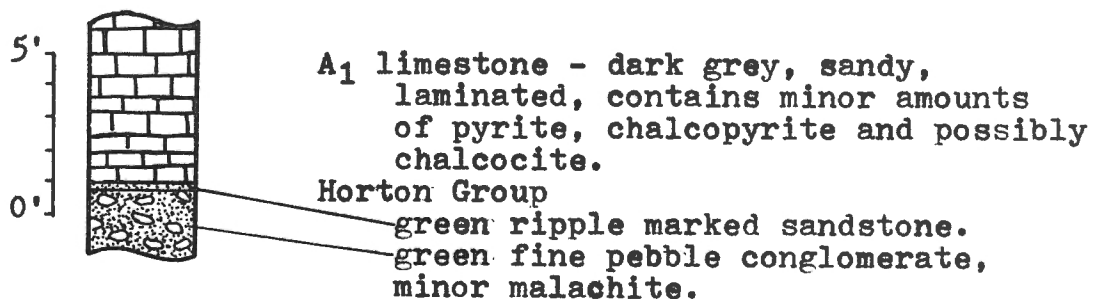 5'
0'
A1 limestone - dark grey, sandy,
laminated, contains minor amounts
of pyrite, chalcopyrite and possibly
chalcocite.
Horton Group
green ripple marked sandstone.
green fine pebble conglomerate,
minor malachite.